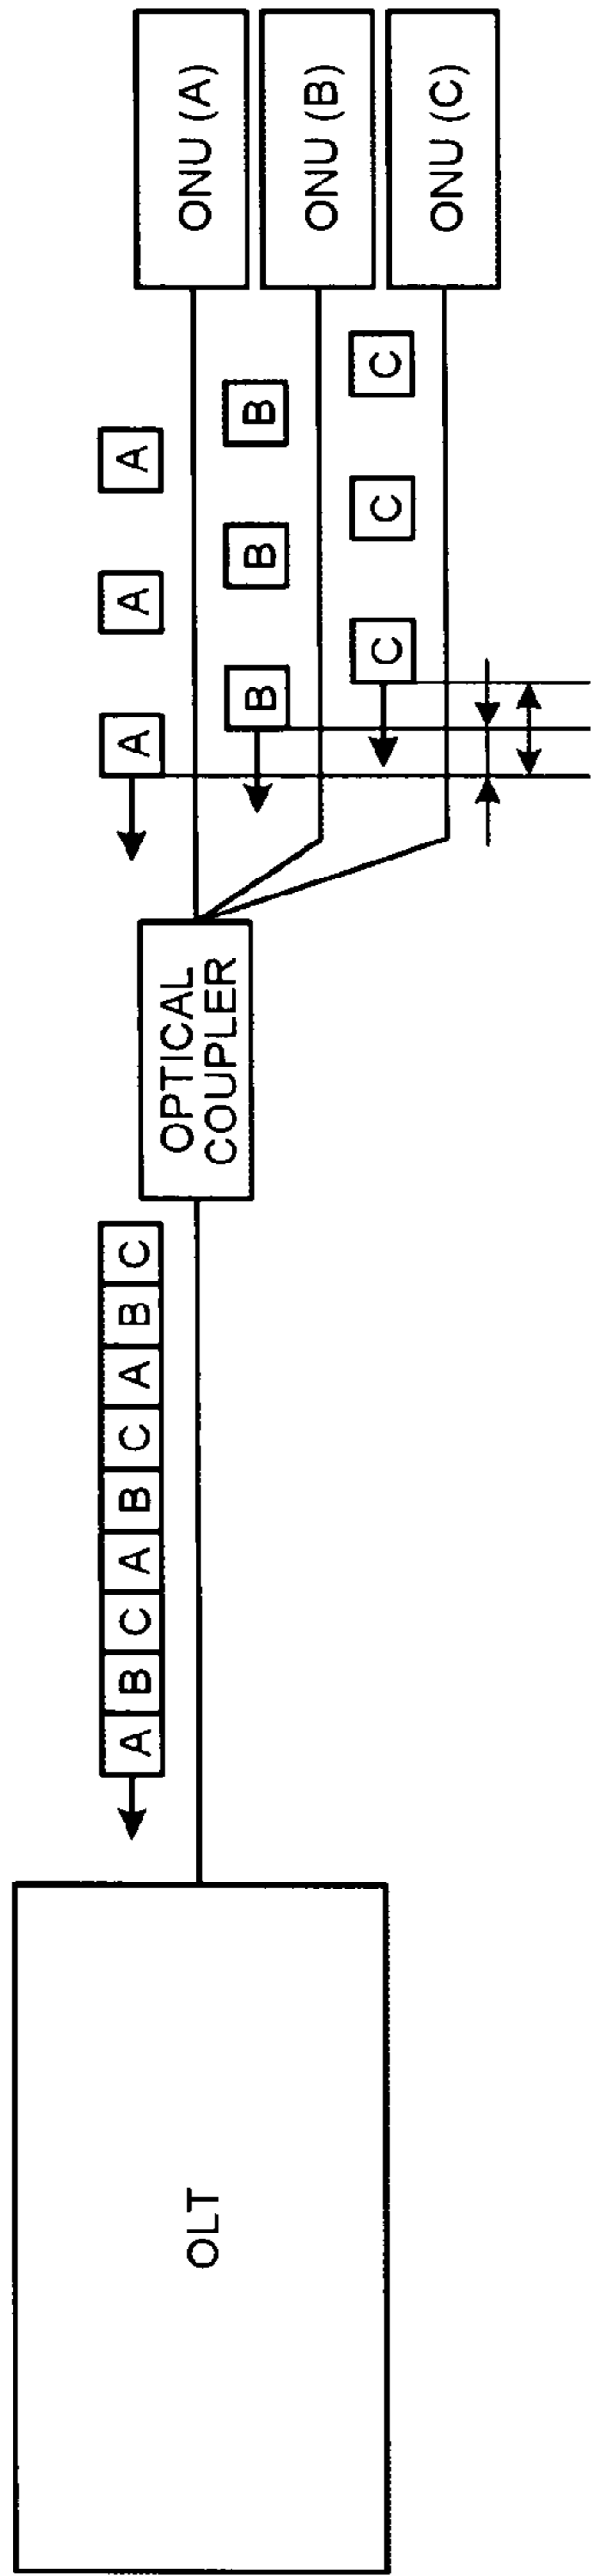 OLT
A B C A B C A B C
OPTICAL
COUPLER
A A A
B B B
C C C
ONU (A)
ONU (B)
ONU (C)